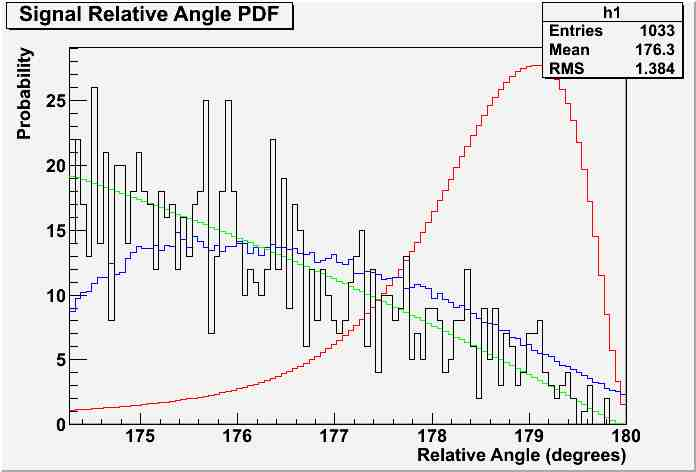 Signal Relative Angle PDF
h1
Entries 1033
Mean 176.3
RMS 1.384
Probability
25
20
15
10
5
0
175 176 177 178 179 180
Relative Angle (degrees)